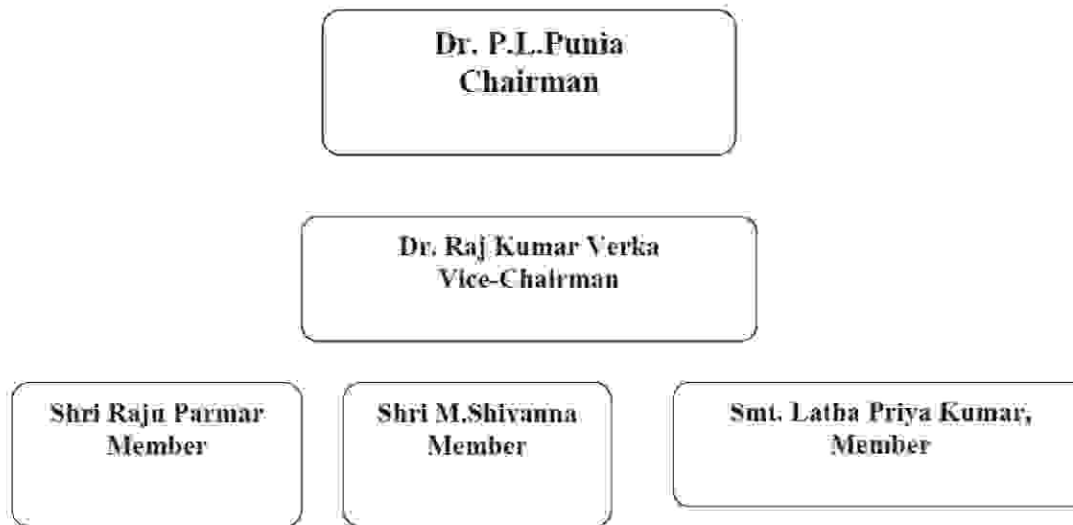 Dr. P.L.Punia
Chairman
Dr. Raj Kumar Verka
Vice-Chairman
Shri Raju Parmar
Member
Shri M.Shivanna
Member
Smt. Latha Priya Kumar,
Member